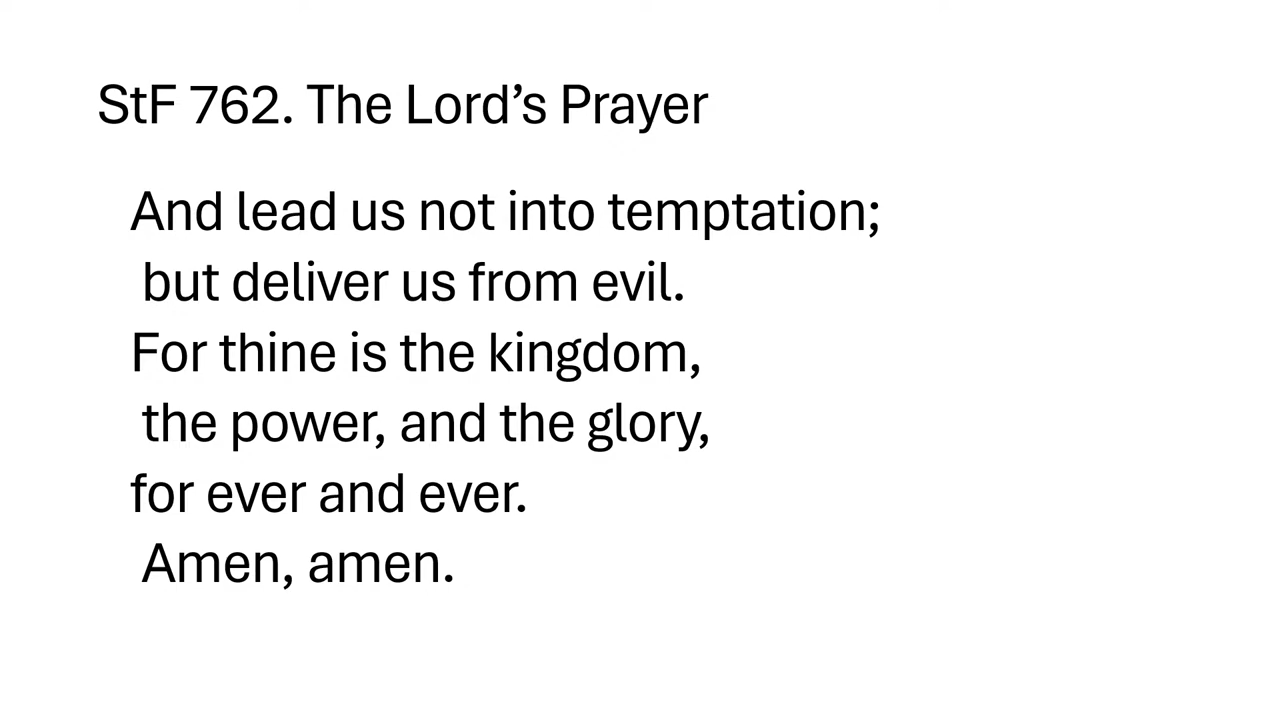 StF 762. The Lord’s Prayer
And lead us not into temptation;
but deliver us from evil.
For thine is the kingdom,
the power, and the glory,
for ever and ever.
Amen, amen.